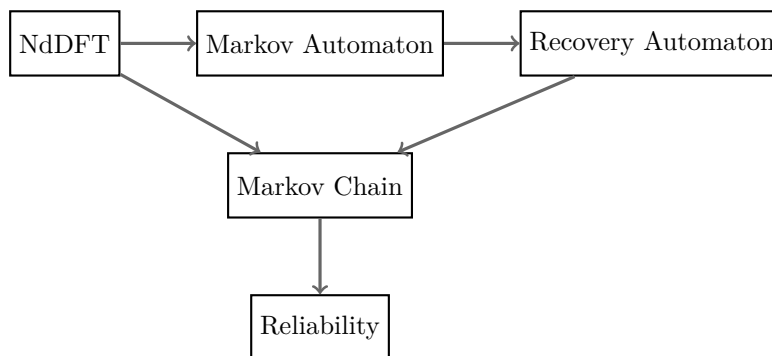 NdDFT
Markov Automaton
Recovery Automaton
Markov Chain
Reliability